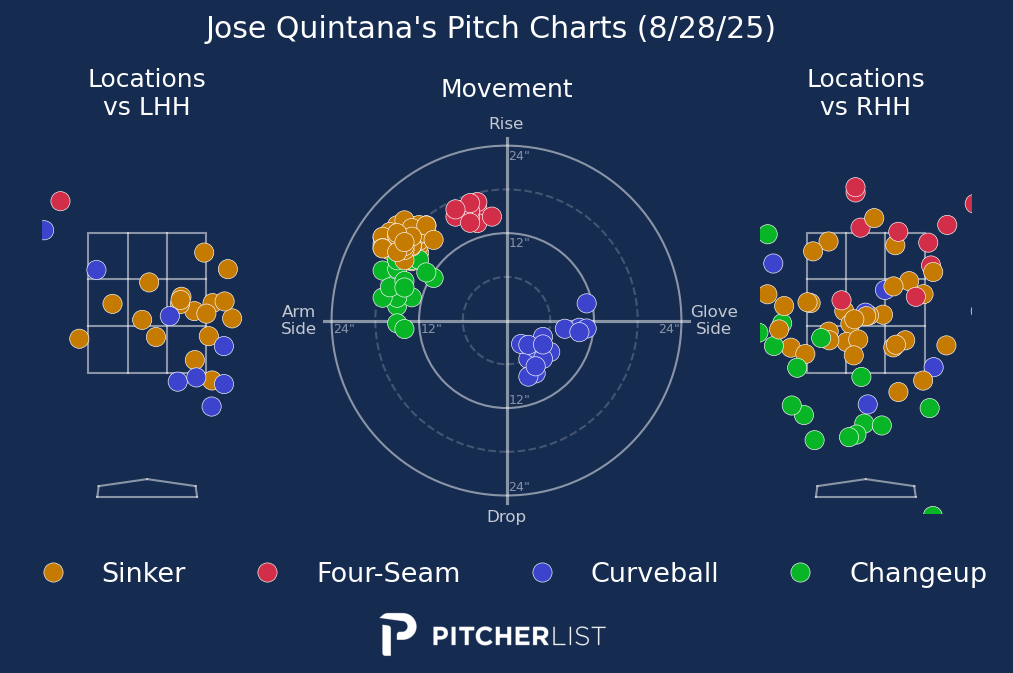 Jose Quintana's Pitch Charts (8/28/25)
Locations
vs LHH
Movement
Locations
vs RHH
Rise
24"
12"
Arm
Side
24"
12"
24"
Glove
Side
12"
24"
Drop
Sinker
Four-Seam
Curveball
Changeup
PITCHERLIST